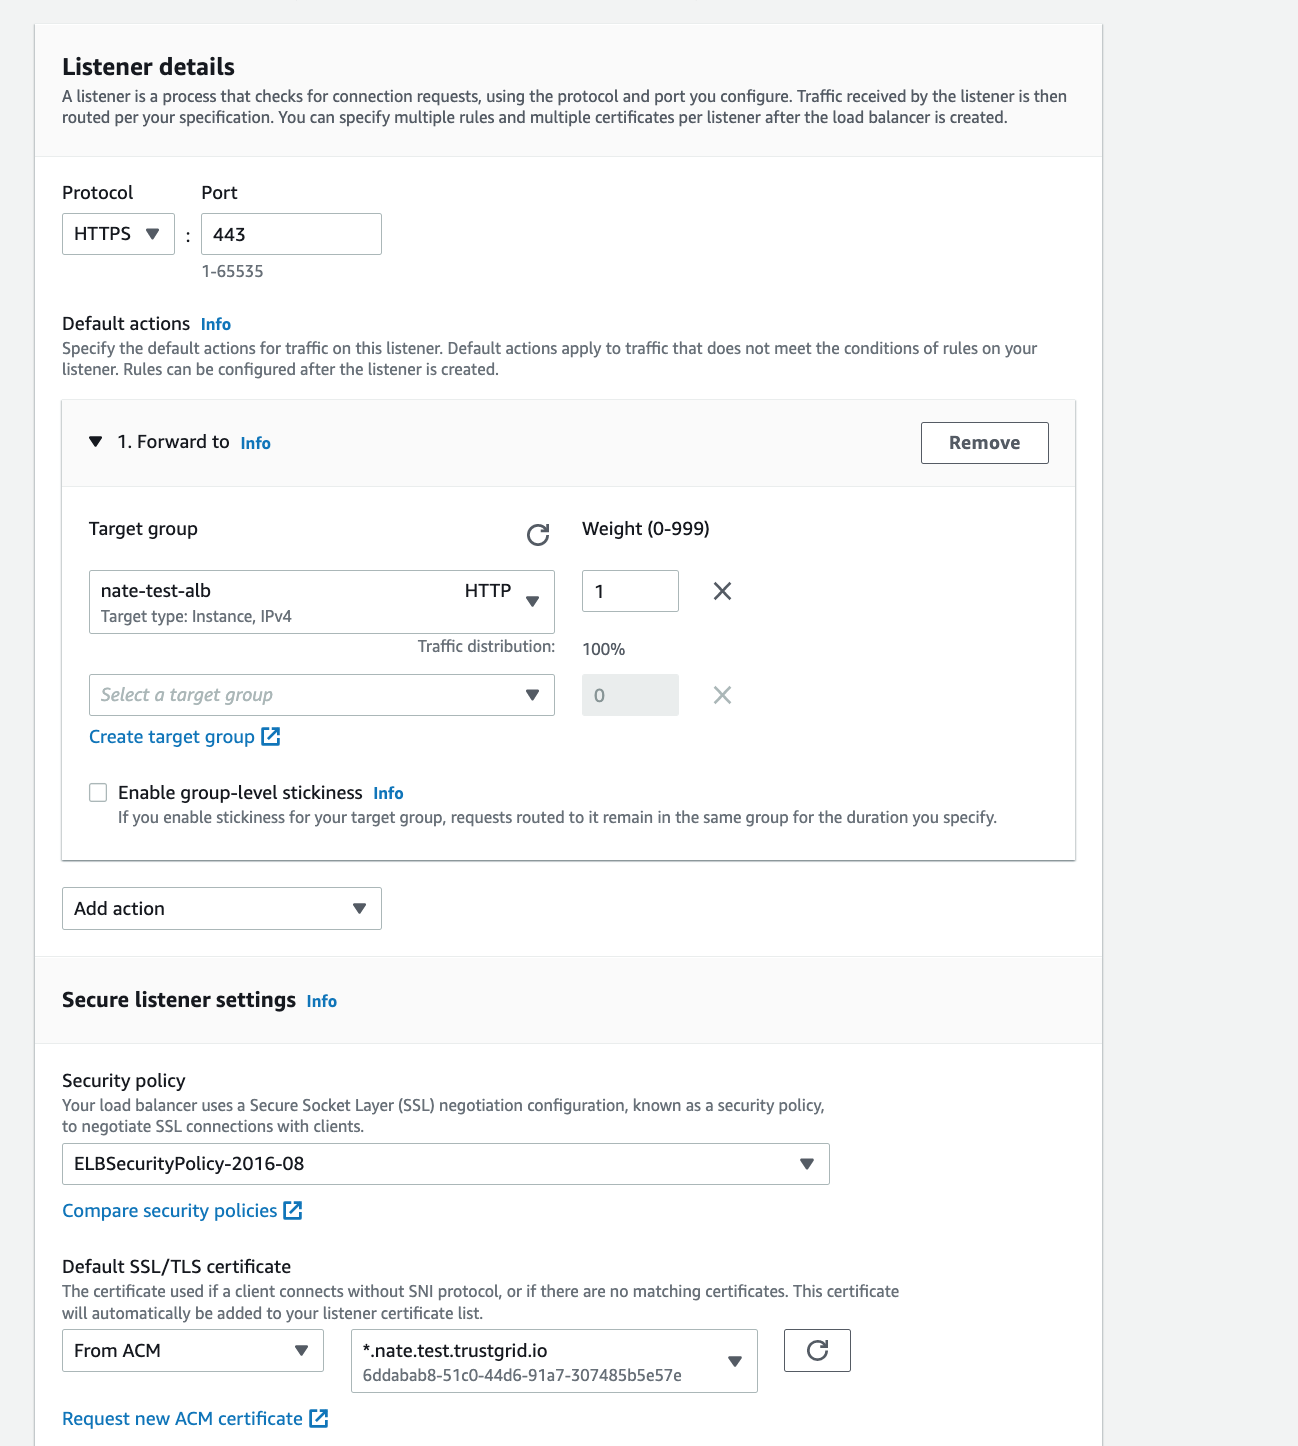 Listener details
A listener is a process that checks for connection requests, using the protocol and port you configure. Traffic received by the listener is then
routed per your specification. You can specify multiple rules and multiple certificates per listener after the load balancer is created.
Protocol Port
HTTPS : 443
1-65535
Default actions Info
Specify the default actions for traffic on this listener. Default actions apply to traffic that does not meet the conditions of rules on your
listener. Rules can be configured after the listener is created.
1. Forward to Info Remove
Target group Weight (0-999)
nate-test-alb HTTP 1
Target type: Instance, IPv4
Traffic distribution: 100%
Select a target group 0
Create target group
Enable group-level stickiness Info
If you enable stickiness for your target group, requests routed to it remain in the same group for the duration you specify.
Add action
Secure listener settings Info
Security policy
Your load balancer uses a Secure Socket Layer (SSL) negotiation configuration, known as a security policy,
to negotiate SSL connections with clients.
ELBSecurityPolicy-2016-08
Compare security policies
Default SSL/TLS certificate
The certificate used if a client connects without SNI protocol, or if there are no matching certificates. This certificate
will automatically be added to your listener certificate list.
From ACM *.nate.test.trustgrid.io
6ddabab8-51c0-44d6-91a7-307485b5e57e
Request new ACM certificate